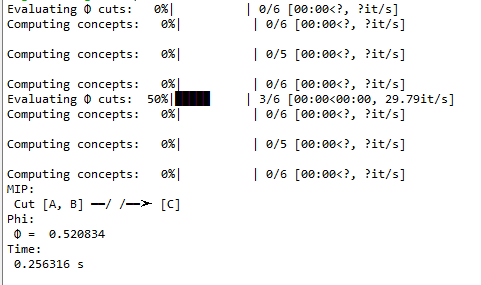 Evaluating Φ cuts:   0%|          | 0/6 [00:00<?, ?it/s]
Computing concepts:   0%|          | 0/6 [00:00<?, ?it/s]
Computing concepts:   0%|          | 0/5 [00:00<?, ?it/s]
Computing concepts:   0%|          | 0/6 [00:00<?, ?it/s]
Evaluating Φ cuts:  50%|█████     | 3/6 [00:00<00:00, 29.79it/s]
Computing concepts:   0%|          | 0/6 [00:00<?, ?it/s]
Computing concepts:   0%|          | 0/5 [00:00<?, ?it/s]
Computing concepts:   0%|          | 0/6 [00:00<?, ?it/s]
MIP:
Cut [A, B] ━━/ /━━➤ [C]
Phi:
Φ =  0.520834
Time:
0.256316 s